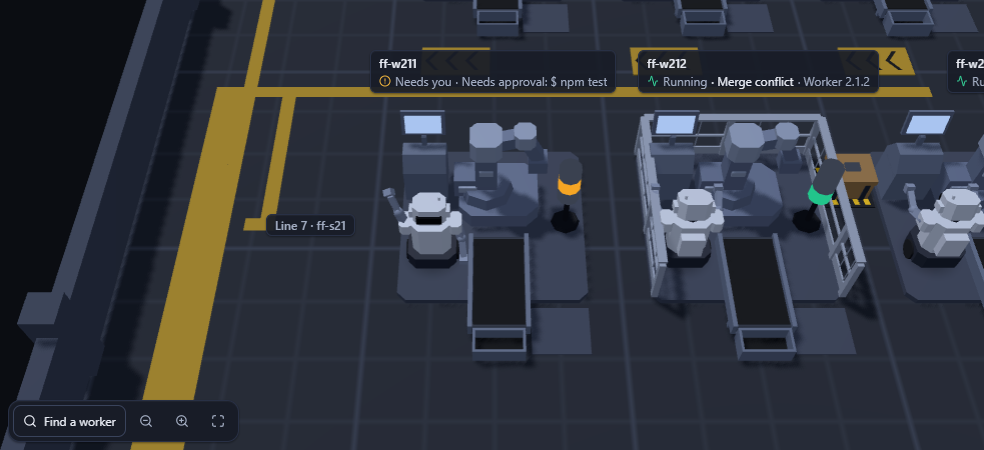 ff-w211
Needs you · Needs approval: $ npm test
ff-w212
Running · Merge conflict · Worker 2.1.2
Line 7 · ff-s21
Find a worker